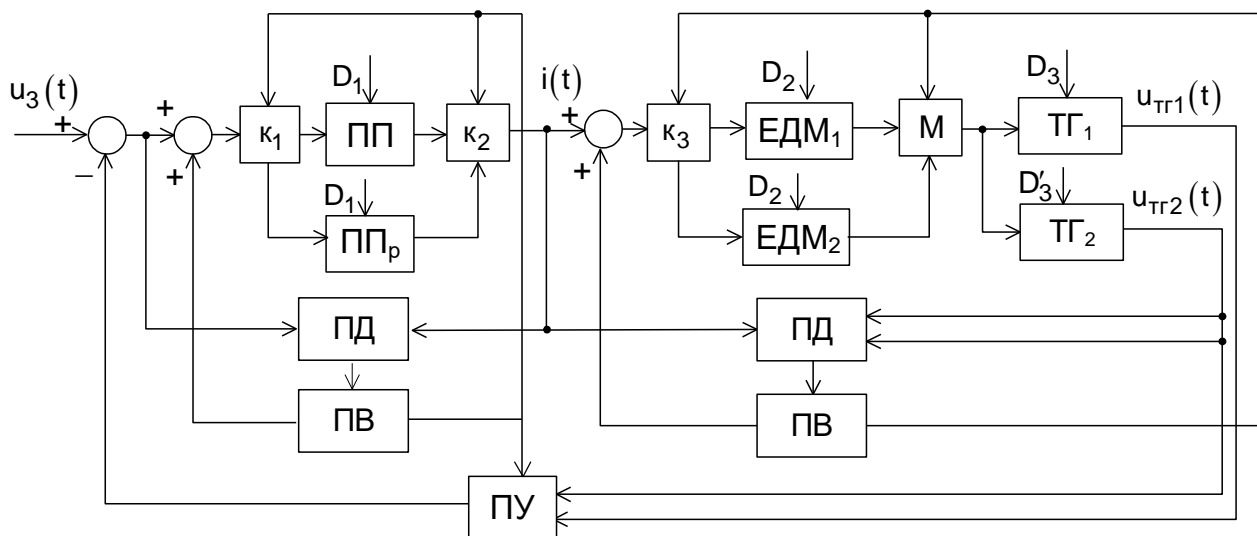 u₃(t)
+
−
+
+
к₁
D₁
ПП
к₂
D₁
ППр
i(t)
+
+
к₃
D₂
ЕДМ₁
М
D₂
ЕДМ₂
D₃
ТГ₁
uтг1(t)
D′₃
ТГ₂
uтг2(t)
ПД
ПД
ПВ
ПВ
ПУ